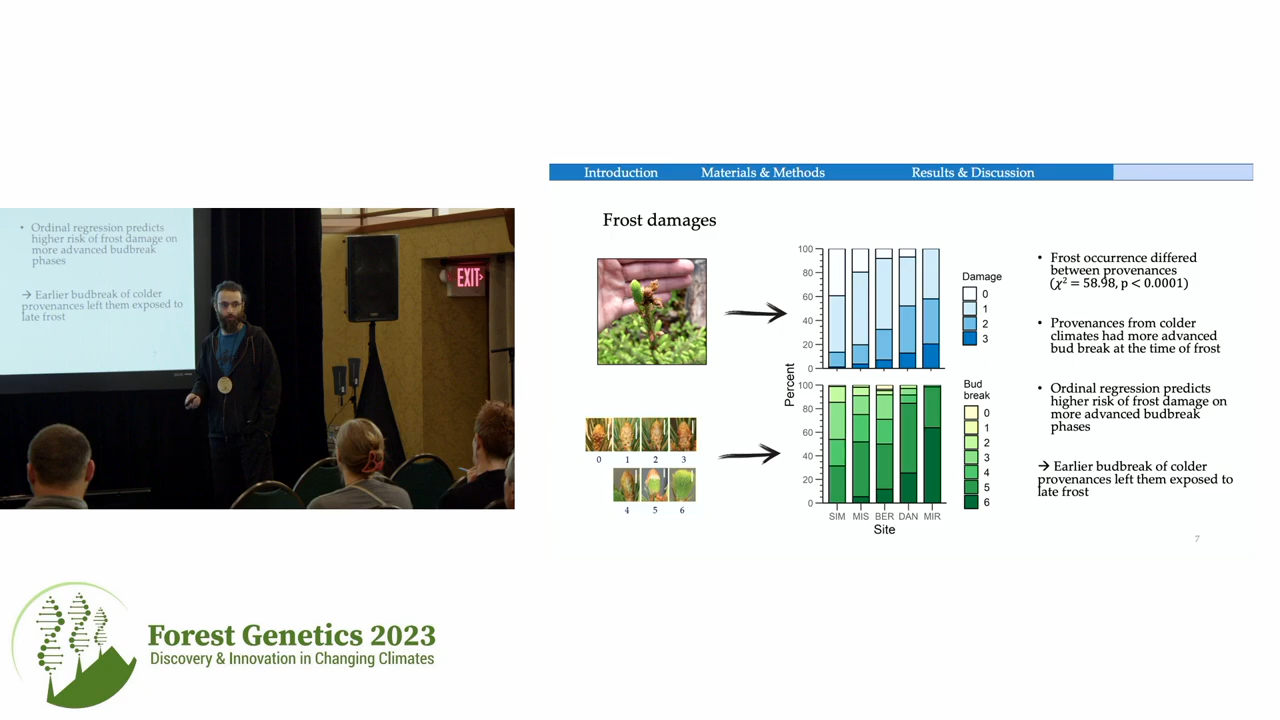 Introduction
Materials & Methods
Results & Discussion
Frost damages
• Ordinal regression predicts
higher risk of frost damage on
more advanced budbreak
phases
→ Earlier budbreak of colder
provenances left them exposed to
late frost
7
EXIT
0
1
2
3
4
5
6
Percent
100
80
60
40
20
0
100
80
60
40
20
0
SIM
MIS
BER
DAN
MIR
Site
Damage
0
1
2
3
Bud
break
0
1
2
3
4
5
6
• Frost occurrence differed
between provenances
(χ² = 58.98, p < 0.0001)
• Provenances from colder
climates had more advanced
bud break at the time of frost
• Ordinal regression predicts
higher risk of frost damage on
more advanced budbreak
phases
→ Earlier budbreak of colder
provenances left them exposed to
late frost
7
Forest Genetics 2023
Discovery & Innovation in Changing Climates